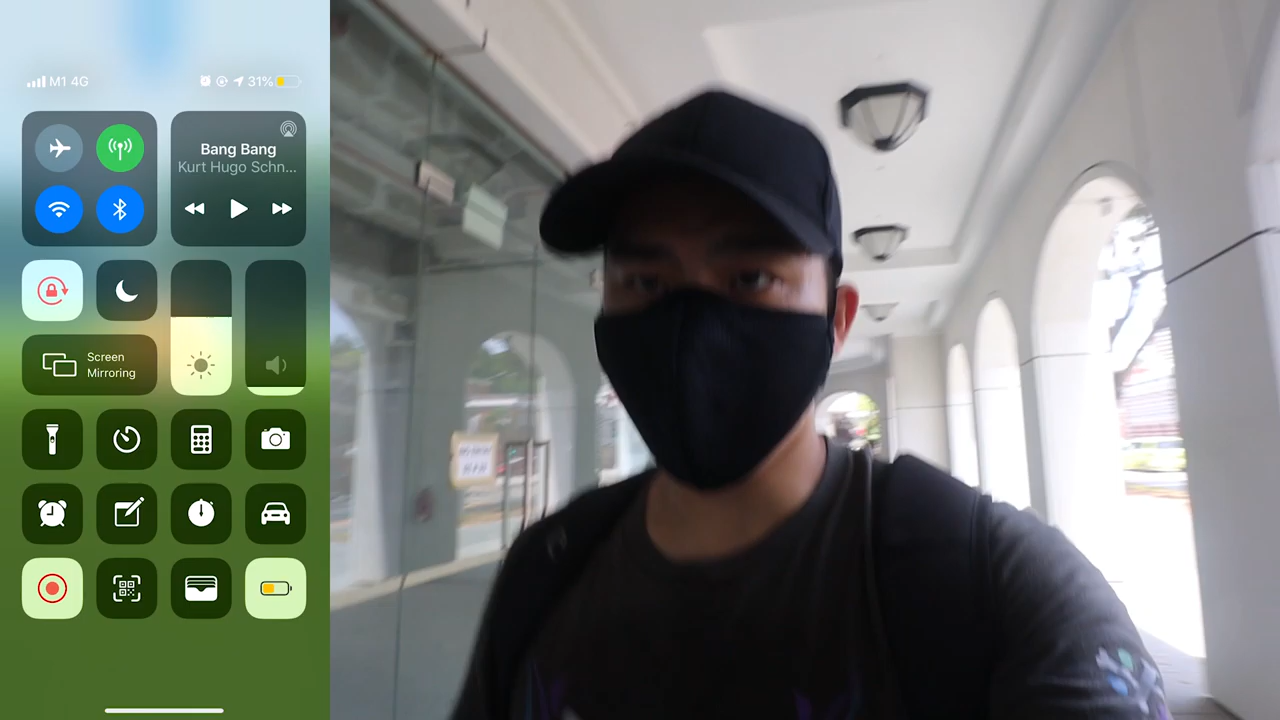 M1 4G
31%
Bang Bang
Kurt Hugo Schn...
Screen
Mirroring